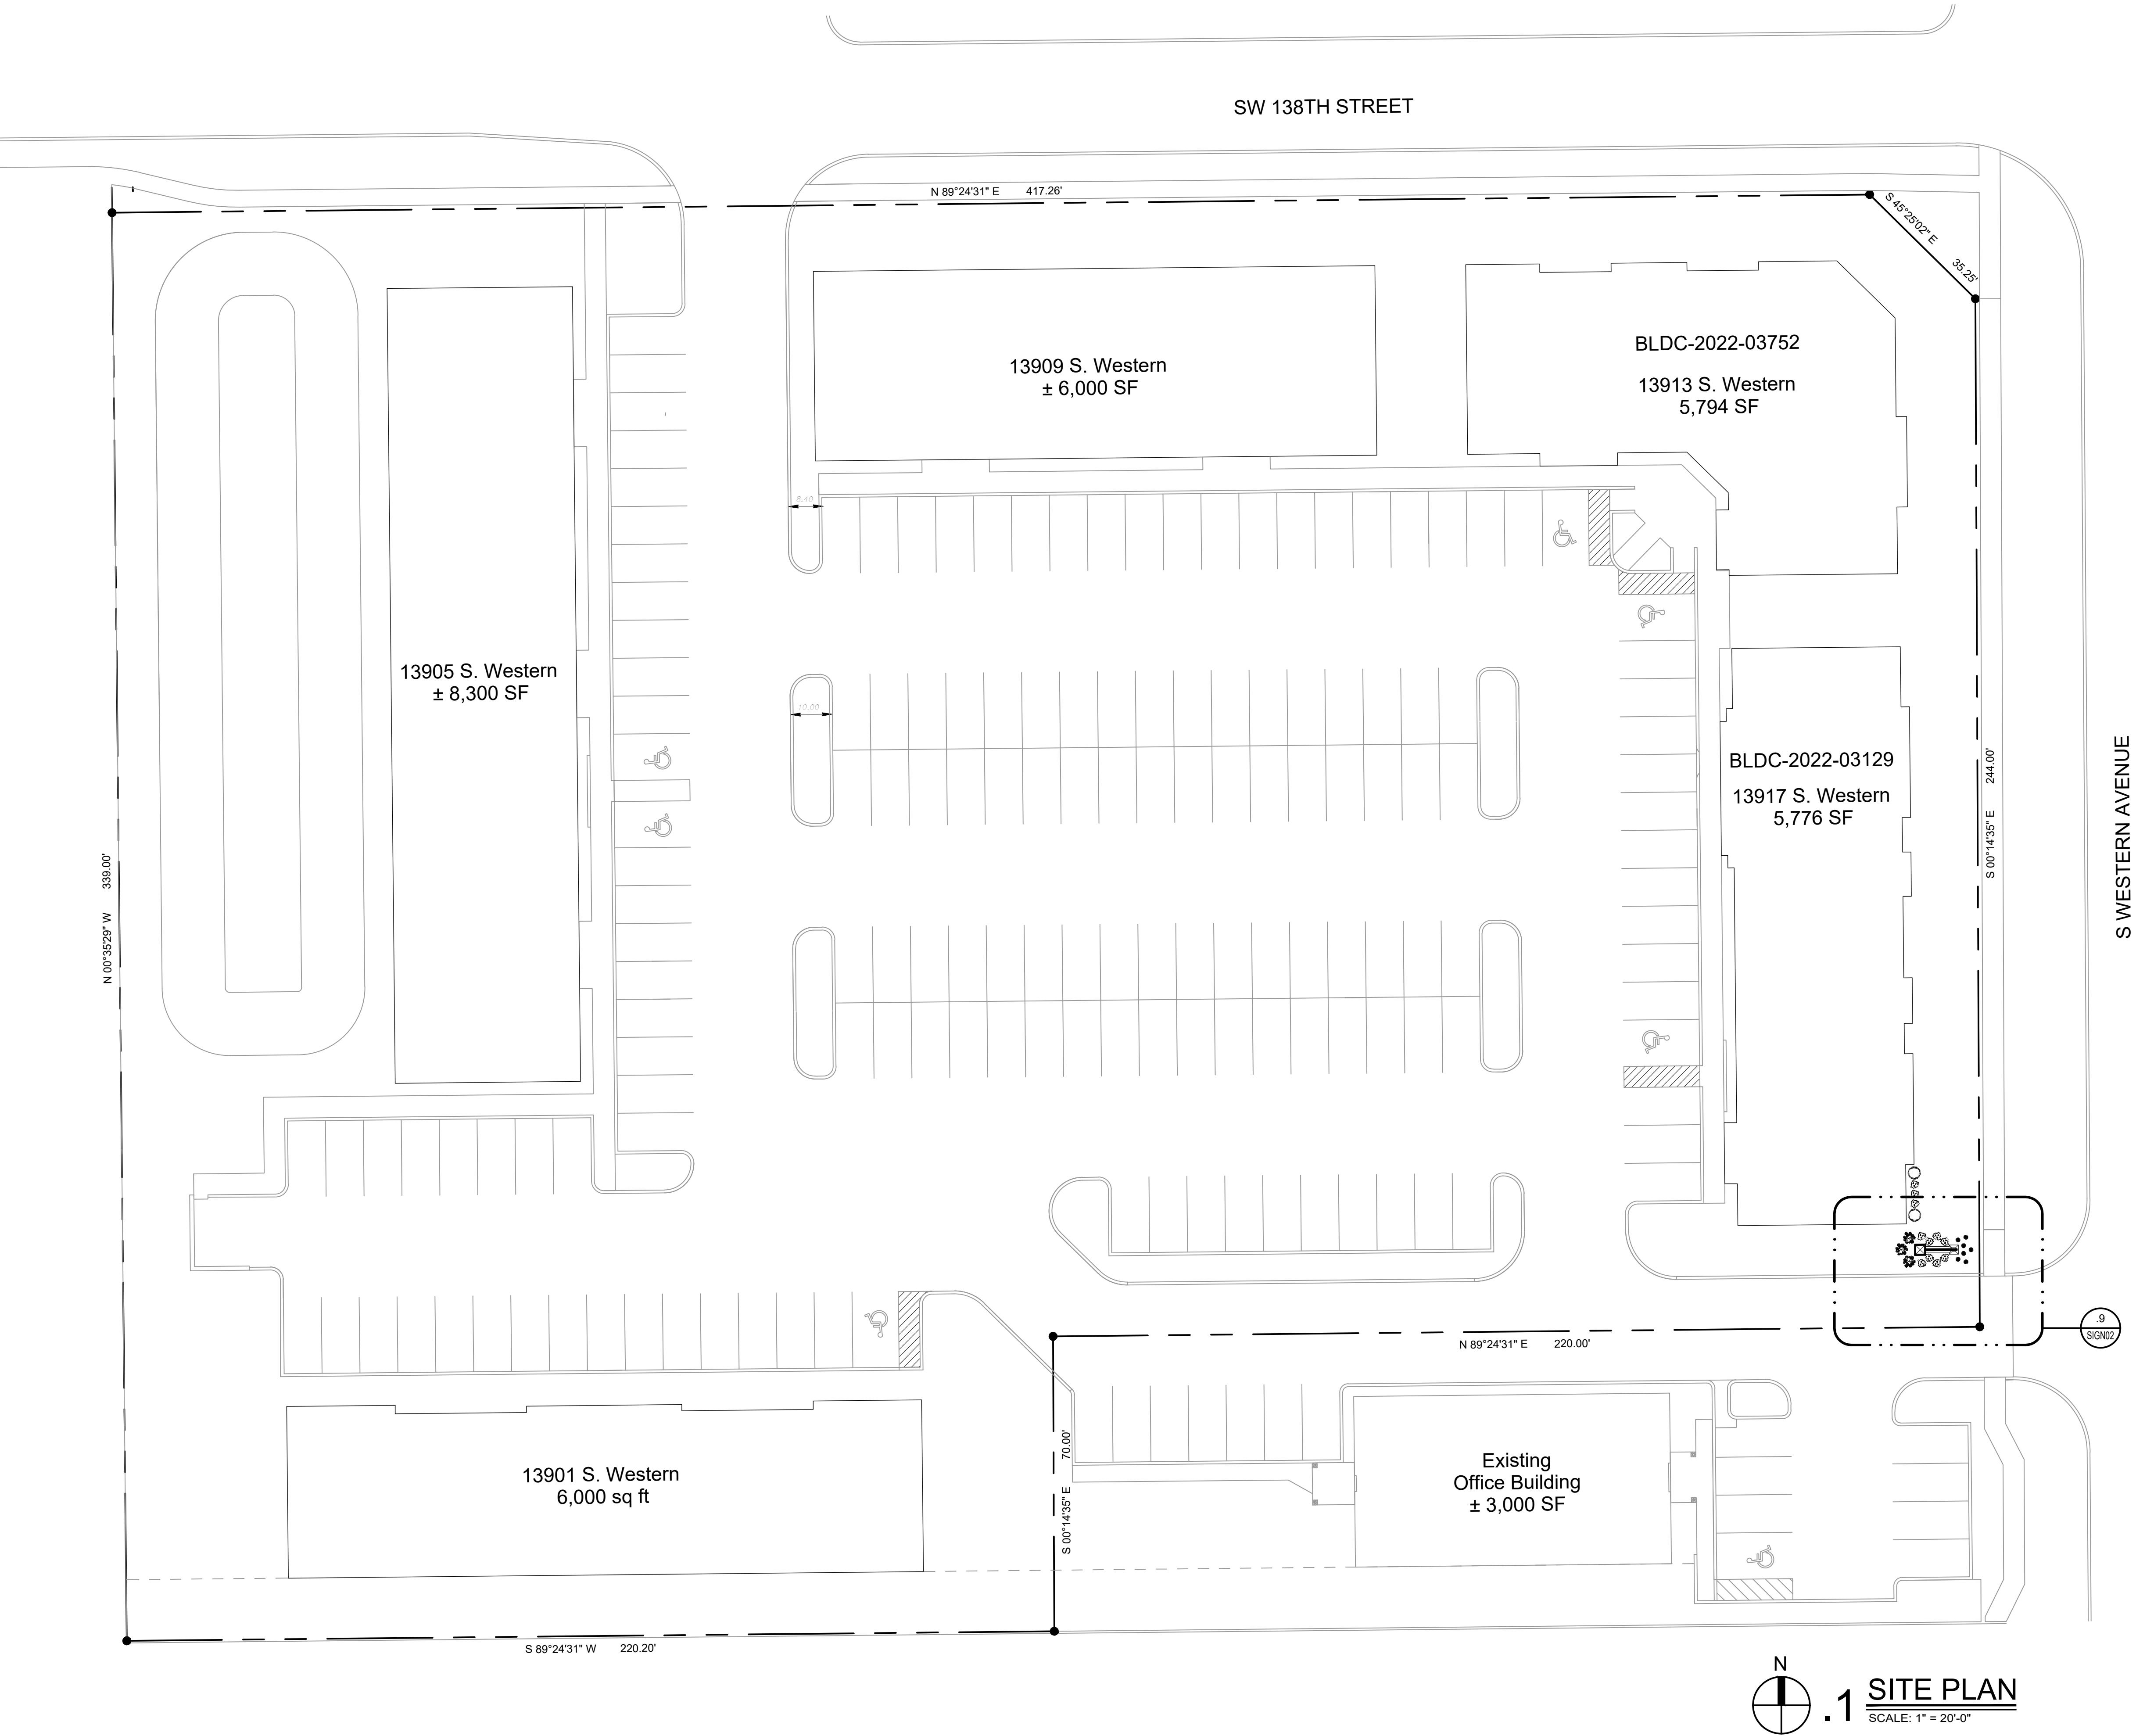 SW 138TH STREET
N 89°24'31" E 417.26'
S 45°25'02" E 35.25'
BLDC-2022-03752
13913 S. Western
5,794 SF
13909 S. Western
± 6,000 SF
8.40
13905 S. Western
± 8,300 SF
10.00
BLDC-2022-03129
13917 S. Western
5,776 SF
S 00°14'35" E 244.00'
S WESTERN AVENUE
N 00°35'29" W 339.00'
.9
SIGN02
N 89°24'31" E 220.00'
S 00°14'35" E 70.00'
13901 S. Western
6,000 sq ft
Existing
Office Building
± 3,000 SF
S 89°24'31" W 220.20'
N
.1 SITE PLAN
SCALE: 1" = 20'-0"